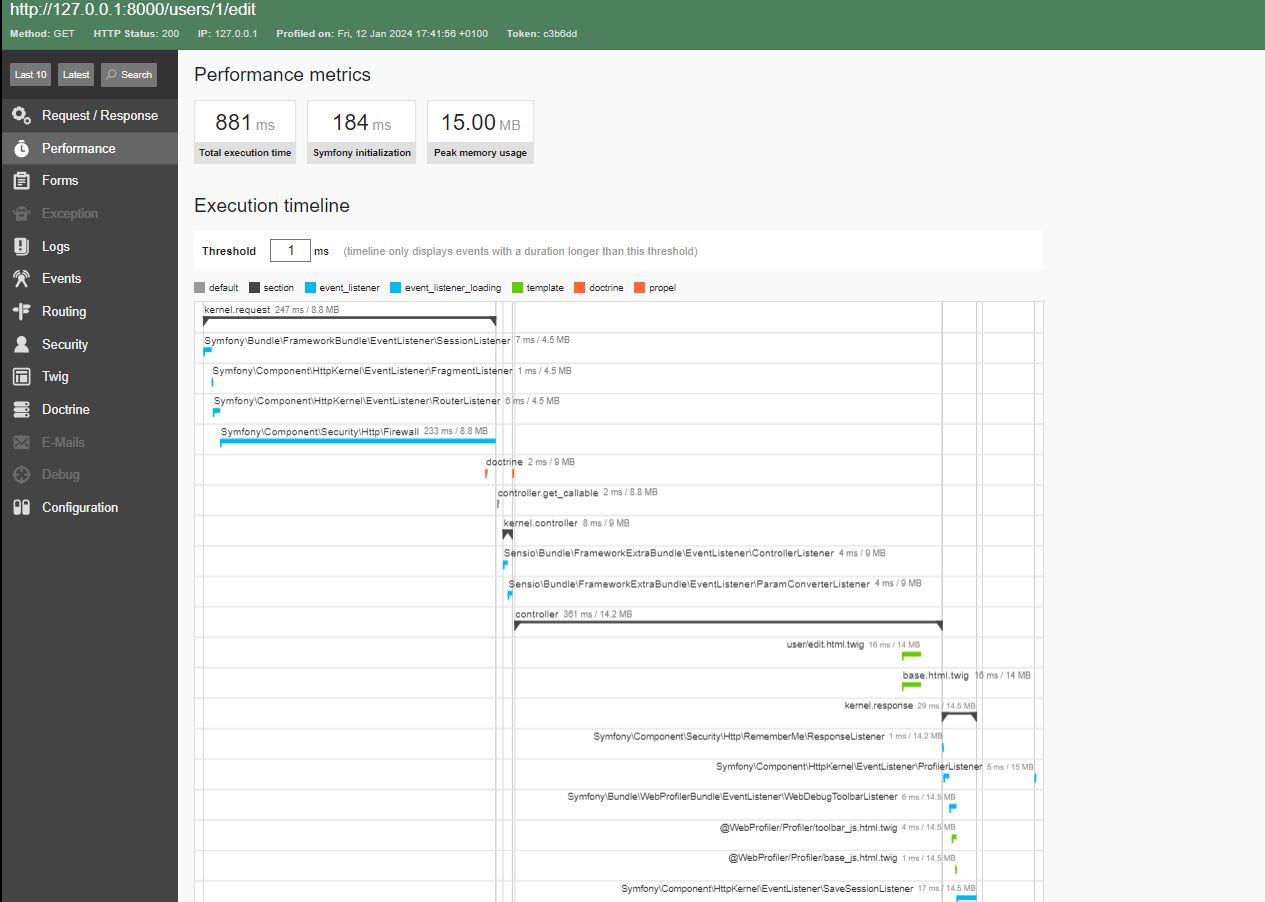 http://127.0.0.1:8000/users/1/edit
Method: GET HTTP Status: 200 IP: 127.0.0.1 Profiled on: Fri, 12 Jan 2024 17:41:56 +0100 Token: c3b6dd
Last 10 Latest Search
Request / Response
Performance
Forms
Exception
Logs
Events
Routing
Security
Twig
Doctrine
E-Mails
Debug
Configuration
Performance metrics
881 ms 184 ms 15.00 MB
Total execution time Symfony initialization Peak memory usage
Execution timeline
Threshold 1 ms (timeline only displays events with a duration longer than this threshold)
default section event_listener event_listener_loading template doctrine propel
kernel.request 247 ms / 8.8 MB
Symfony\Bundle\FrameworkBundle\EventListener\SessionListener 7 ms / 4.5 MB
Symfony\Component\HttpKernel\EventListener\FragmentListener 1 ms / 4.5 MB
Symfony\Component\HttpKernel\EventListener\RouterListener 6 ms / 4.5 MB
Symfony\Component\Security\Http\Firewall 233 ms / 8.8 MB
doctrine 2 ms / 9 MB
controller.get_callable 2 ms / 8.8 MB
kernel.controller 8 ms / 9 MB
Sensio\Bundle\FrameworkExtraBundle\EventListener\ControllerListener 4 ms / 9 MB
Sensio\Bundle\FrameworkExtraBundle\EventListener\ParamConverterListener 4 ms / 9 MB
controller 361 ms / 14.2 MB
user/edit.html.twig 16 ms / 14 MB
base.html.twig 16 ms / 14 MB
kernel.response 29 ms / 14.5 MB
Symfony\Component\Security\Http\RememberMe\ResponseListener 1 ms / 14.2 MB
Symfony\Component\HttpKernel\EventListener\ProfilerListener 5 ms / 15 MB
Symfony\Bundle\WebProfilerBundle\EventListener\WebDebugToolbarListener 6 ms / 14.5 MB
@WebProfiler/Profiler/toolbar_js.html.twig 4 ms / 14.5 MB
@WebProfiler/Profiler/base_js.html.twig 1 ms / 14.5 MB
Symfony\Component\HttpKernel\EventListener\SaveSessionListener 17 ms / 14.5 MB